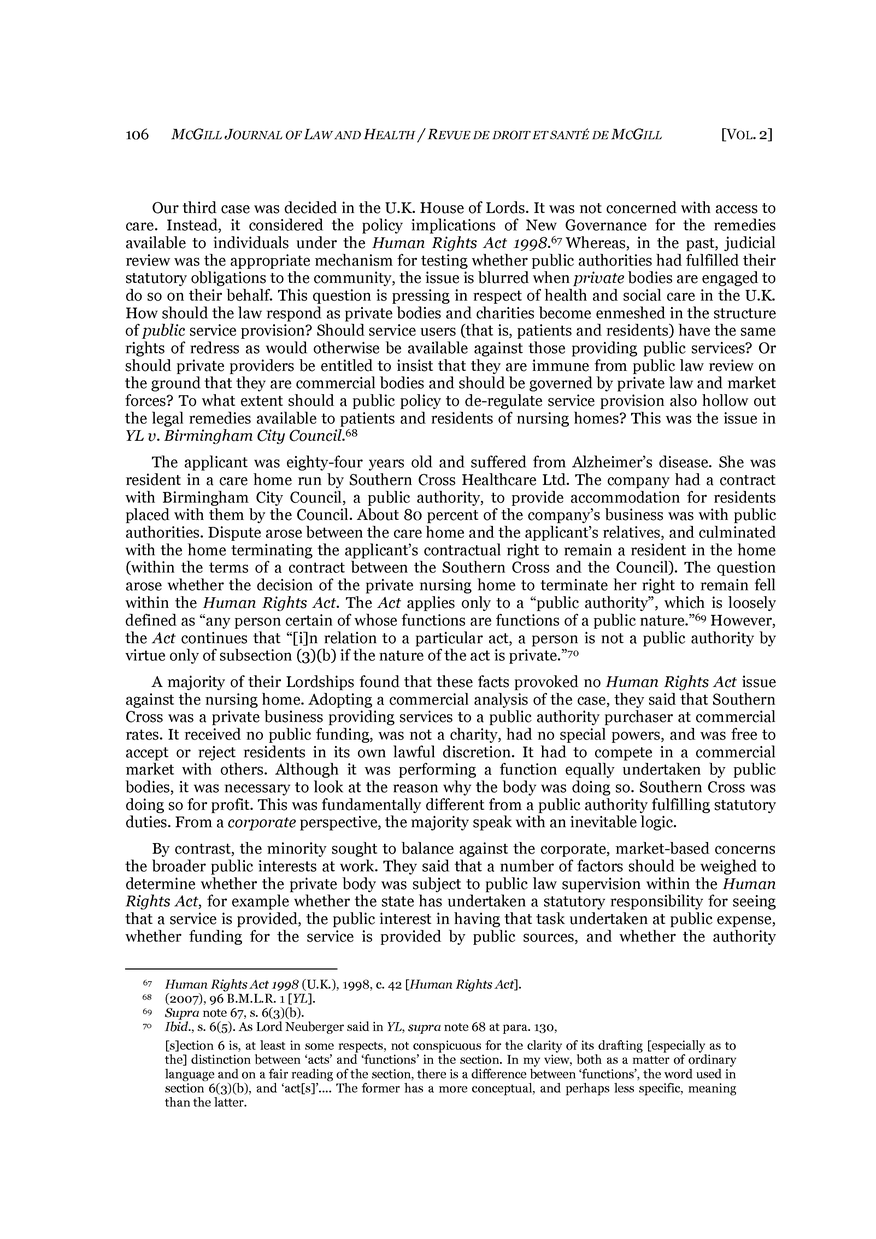 106 MCGILL JOURNAL OF LAW AND HEALTH / REVUE DE DROIT ET SANTÉ DE MCGILL [VOL. 2]
Our third case was decided in the U.K. House of Lords. It was not concerned with access to
care. Instead, it considered the policy implications of New Governance for the remedies
available to individuals under the Human Rights Act 1998.67 Whereas, in the past, judicial
review was the appropriate mechanism for testing whether public authorities had fulfilled their
statutory obligations to the community, the issue is blurred when private bodies are engaged to
do so on their behalf. This question is pressing in respect of health and social care in the U.K.
How should the law respond as private bodies and charities become enmeshed in the structure
of public service provision? Should service users (that is, patients and residents) have the same
rights of redress as would otherwise be available against those providing public services? Or
should private providers be entitled to insist that they are immune from public law review on
the ground that they are commercial bodies and should be governed by private law and market
forces? To what extent should a public policy to de-regulate service provision also hollow out
the legal remedies available to patients and residents of nursing homes? This was the issue in
YL v. Birmingham City Council.68
The applicant was eighty-four years old and suffered from Alzheimer's disease. She was
resident in a care home run by Southern Cross Healthcare Ltd. The company had a contract
with Birmingham City Council, a public authority, to provide accommodation for residents
placed with them by the Council. About 80 percent of the company's business was with public
authorities. Dispute arose between the care home and the applicant's relatives, and culminated
with the home terminating the applicant's contractual right to remain a resident in the home
(within the terms of a contract between the Southern Cross and the Council). The question
arose whether the decision of the private nursing home to terminate her right to remain fell
within the Human Rights Act. The Act applies only to a "public authority", which is loosely
defined as "any person certain of whose functions are functions of a public nature."69 However,
the Act continues that "[i]n relation to a particular act, a person is not a public authority by
virtue only of subsection (3)(b) if the nature of the act is private."70
A majority of their Lordships found that these facts provoked no Human Rights Act issue
against the nursing home. Adopting a commercial analysis of the case, they said that Southern
Cross was a private business providing services to a public authority purchaser at commercial
rates. It received no public funding, was not a charity, had no special powers, and was free to
accept or reject residents in its own lawful discretion. It had to compete in a commercial
market with others. Although it was performing a function equally undertaken by public
bodies, it was necessary to look at the reason why the body was doing so. Southern Cross was
doing so for profit. This was fundamentally different from a public authority fulfilling statutory
duties. From a corporate perspective, the majority speak with an inevitable logic.
By contrast, the minority sought to balance against the corporate, market-based concerns
the broader public interests at work. They said that a number of factors should be weighed to
determine whether the private body was subject to public law supervision within the Human
Rights Act, for example whether the state has undertaken a statutory responsibility for seeing
that a service is provided, the public interest in having that task undertaken at public expense,
whether funding for the service is provided by public sources, and whether the authority
67 Human Rights Act 1998 (U.K.), 1998, c. 42 [Human Rights Act].
68 (2007), 96 B.M.L.R. 1 [YL].
69 Supra note 67, s. 6(3)(b).
70 Ibid., s. 6(5). As Lord Neuberger said in YL, supra note 68 at para. 130,
[s]ection 6 is, at least in some respects, not conspicuous for the clarity of its drafting [especially as to
the] distinction between 'acts' and 'functions' in the section. In my view, both as a matter of ordinary
language and on a fair reading of the section, there is a difference between 'functions', the word used in
section 6(3)(b), and 'act[s]'.... The former has a more conceptual, and perhaps less specific, meaning
than the latter.